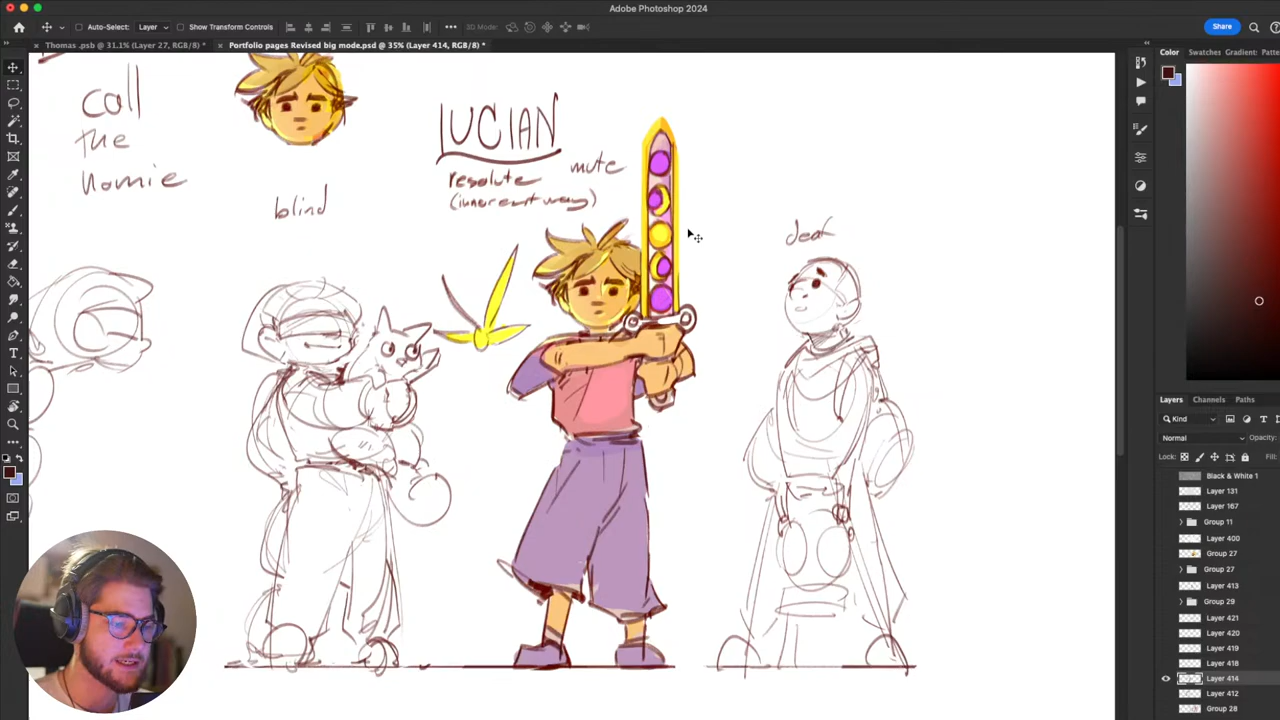 Adobe Photoshop 2024
Auto-Select: Layer Show Transform Controls 3D Mode: Share
Thomas .psb @ 31.1% (Layer 27, RGB/8) * Portfolio pages Revised big mode.psd @ 35% (Layer 414, RGB/8) *
Color Swatches Gradient: Patte
call
the
homie
blind
LUCIAN
mute
resolute
deaf
Layers Channels Paths
Kind
Normal Opacity:
Lock: Fill:
Black & White 1
Layer 131
Layer 167
Group 11
Layer 400
Group 27
Group 27
Layer 413
Group 29
Layer 421
Layer 420
Layer 419
Layer 418
Layer 414
Layer 412
Group 28